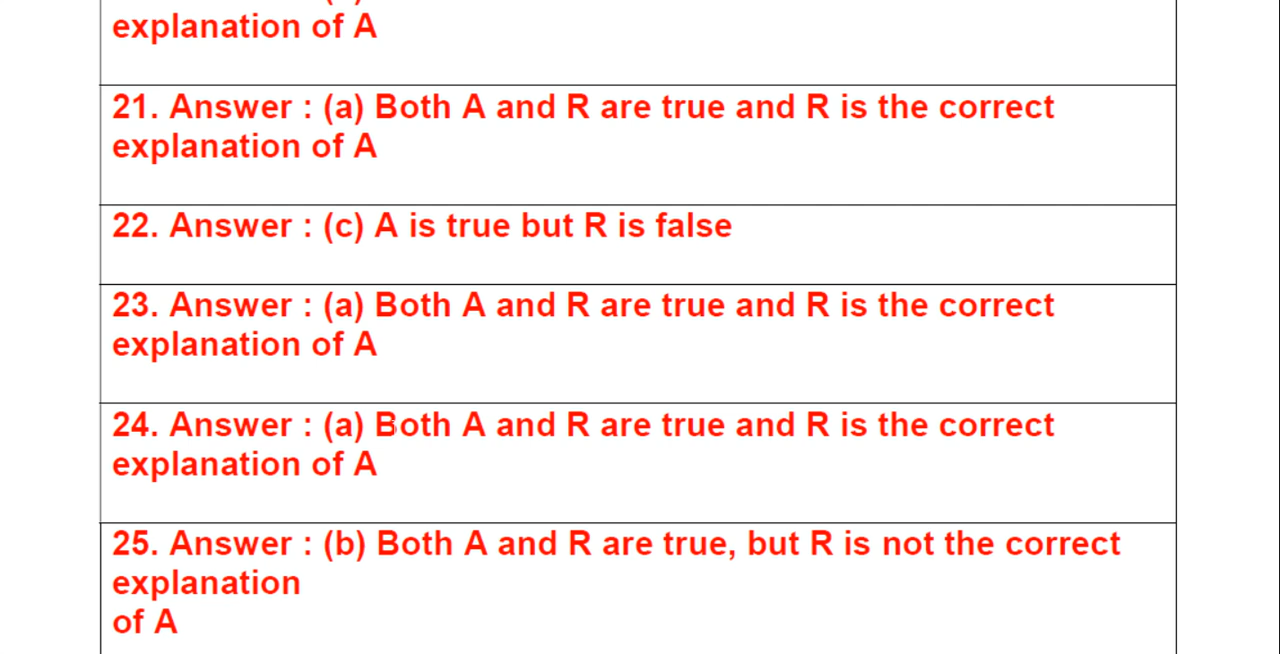 explanation of A
21. Answer : (a) Both A and R are true and R is the correct
explanation of A
22. Answer : (c) A is true but R is false
23. Answer : (a) Both A and R are true and R is the correct
explanation of A
24. Answer : (a) Both A and R are true and R is the correct
explanation of A
25. Answer : (b) Both A and R are true, but R is not the correct
explanation
of A